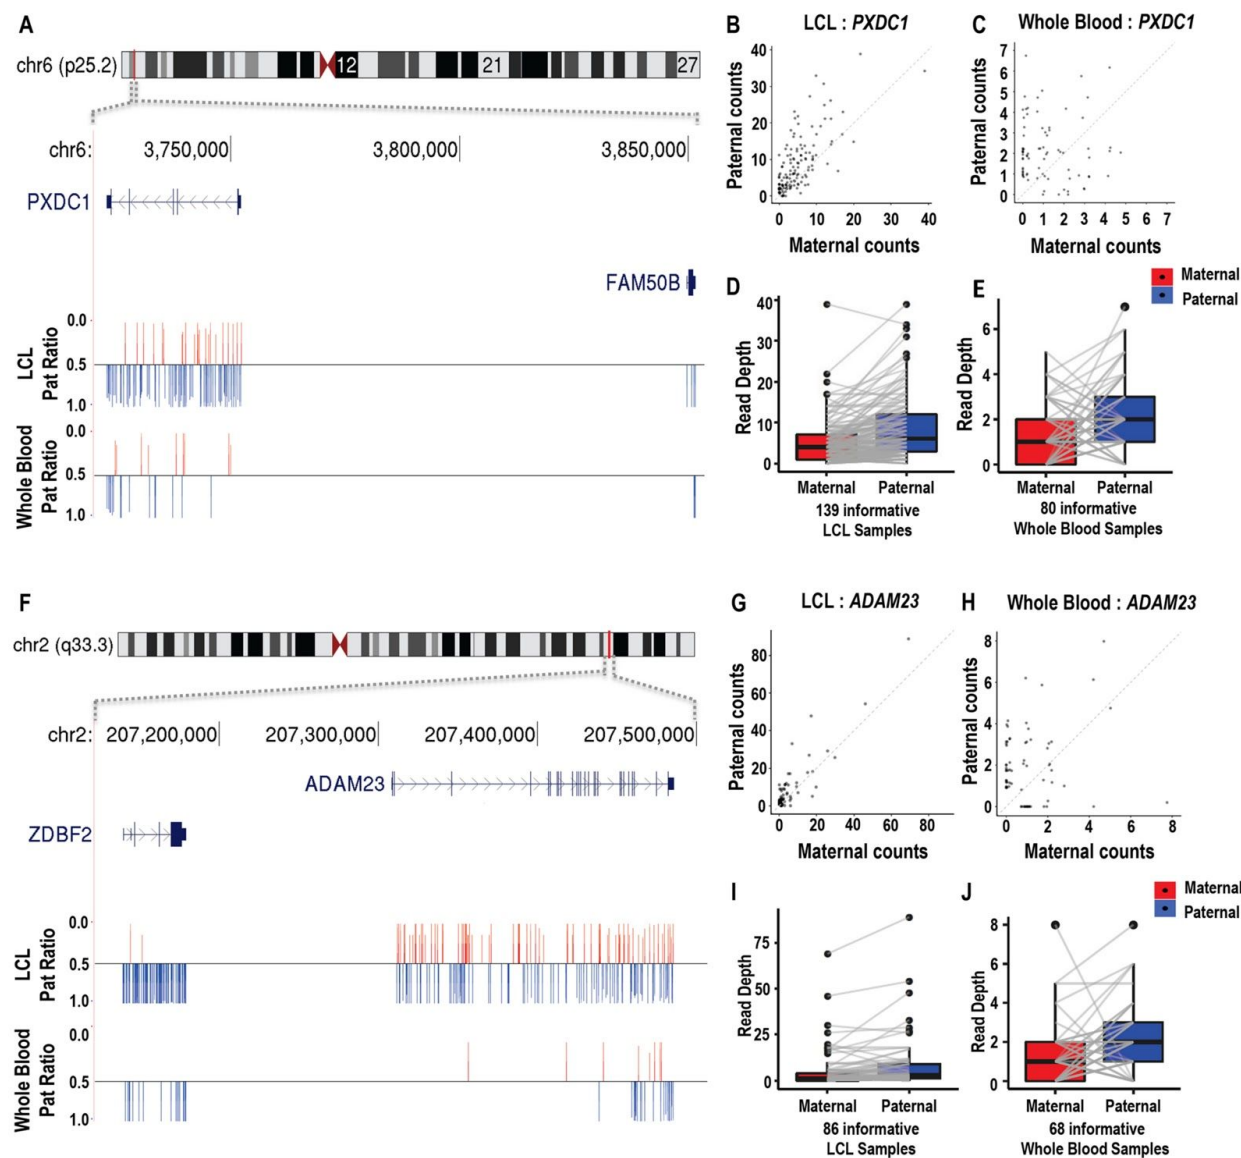 A
chr6 (p25.2)
12
21
27
chr6:
3,750,000
3,800,000
3,850,000
PXDC1
FAM50B
LCL
Pat Ratio
0.0
0.5
1.0
Whole Blood
Pat Ratio
0.0
0.5
1.0
B
LCL : PXDC1
Paternal counts
40
30
20
10
0
0 10 20 30 40
Maternal counts
C
Whole Blood : PXDC1
Paternal counts
7
6
5
4
3
2
1
0
0 1 2 3 4 5 6 7
Maternal counts
D
Read Depth
40
30
20
10
0
Maternal Paternal
139 informative
LCL Samples
E
Maternal
Paternal
Read Depth
6
4
2
0
Maternal Paternal
80 informative
Whole Blood Samples
F
chr2 (q33.3)
chr2:
207,200,000
207,300,000
207,400,000
207,500,000
ADAM23
ZDBF2
LCL
Pat Ratio
0.0
0.5
1.0
Whole Blood
Pat Ratio
0.0
0.5
1.0
G
LCL : ADAM23
Paternal counts
80
60
40
20
0
0 20 40 60 80
Maternal counts
H
Whole Blood : ADAM23
Paternal counts
8
6
4
2
0
0 2 4 6 8
Maternal counts
I
Read Depth
75
50
25
0
Maternal Paternal
86 informative
LCL Samples
J
Maternal
Paternal
Read Depth
8
6
4
2
0
Maternal Paternal
68 informative
Whole Blood Samples